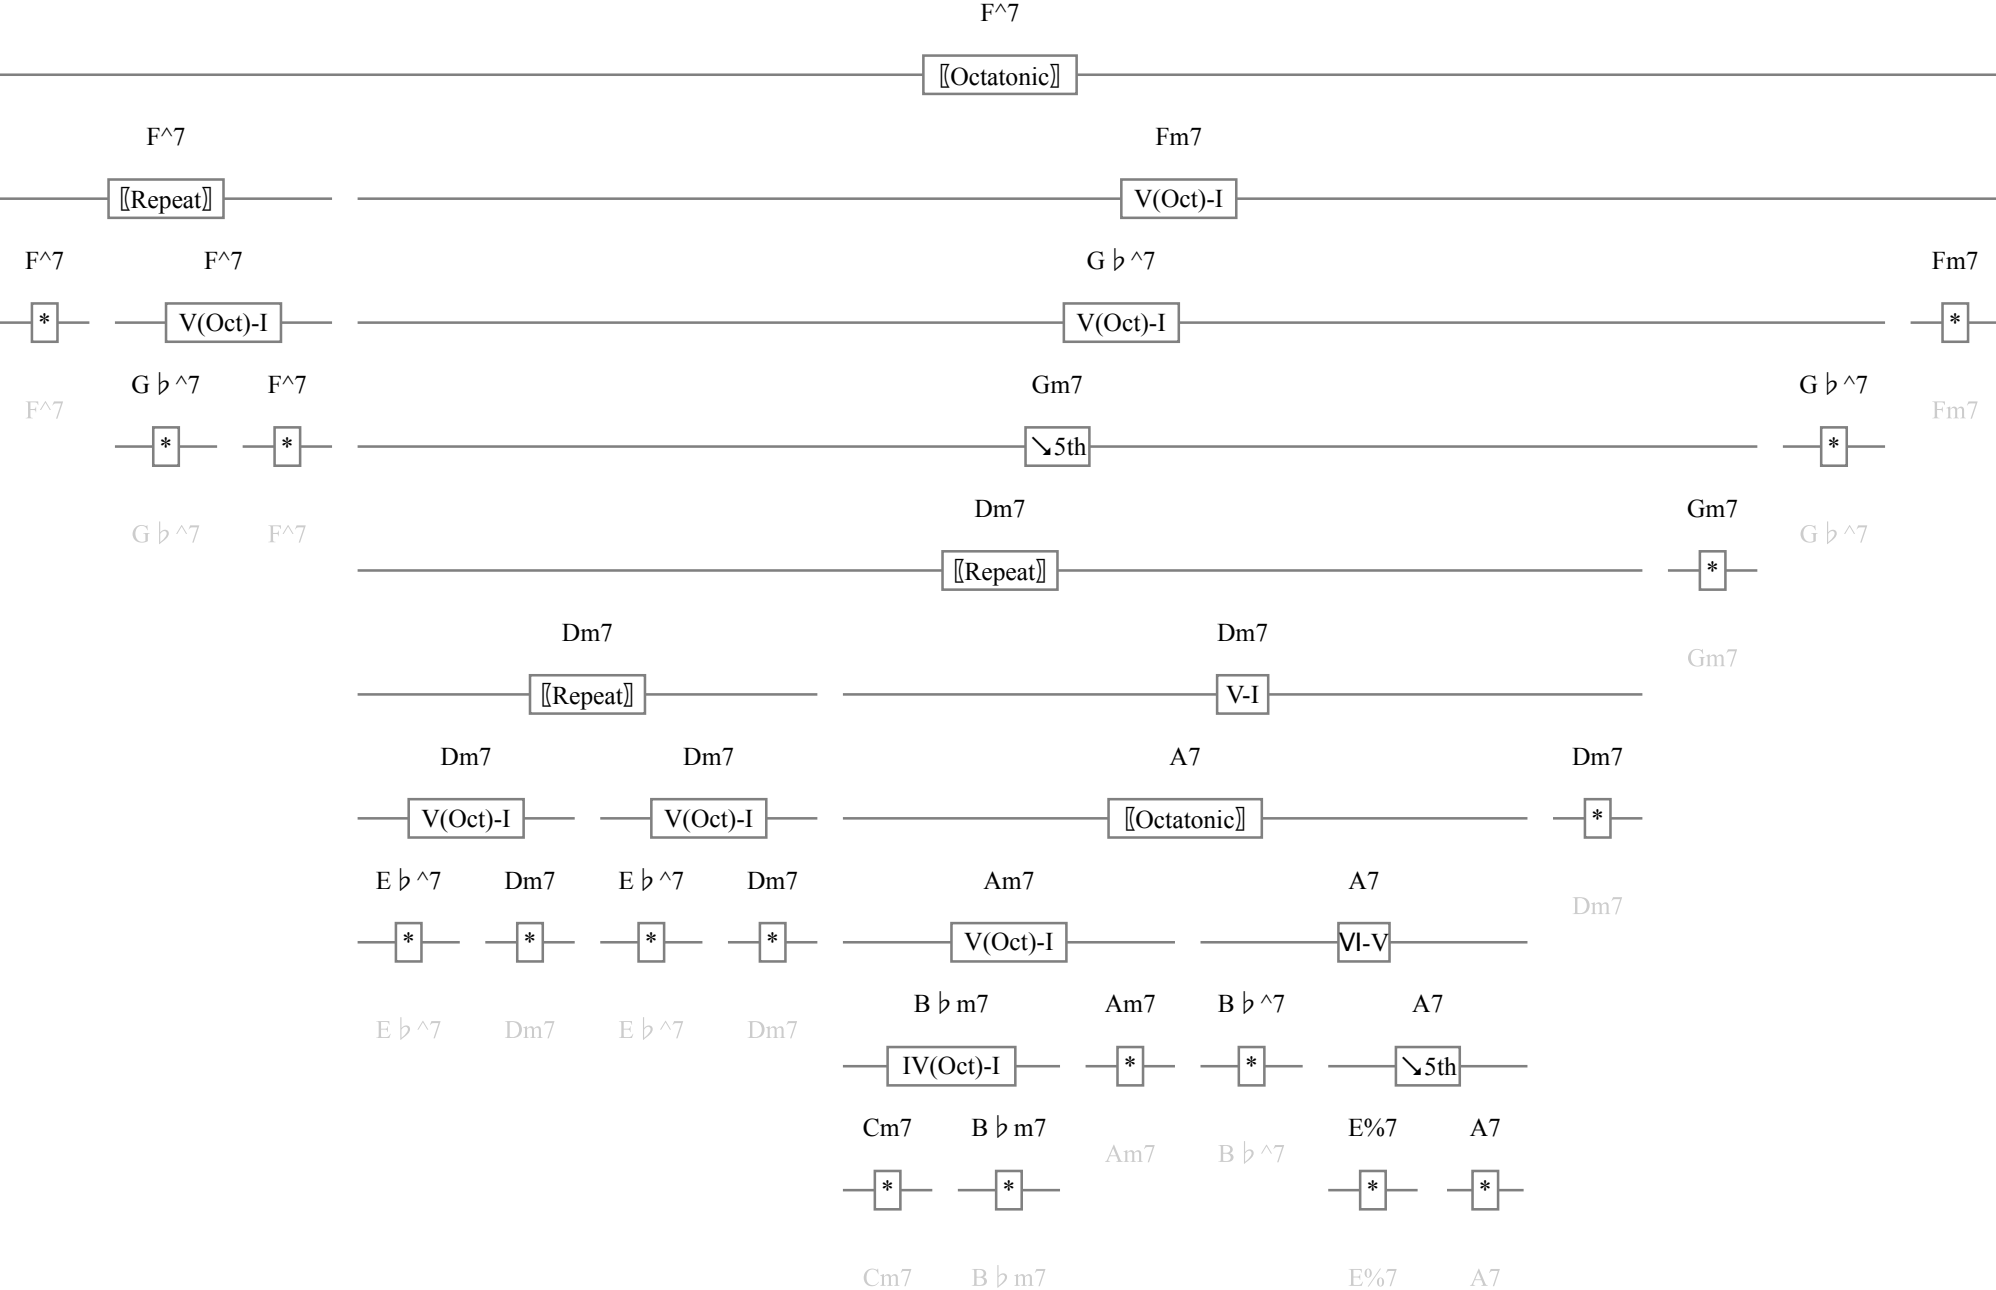 F^7
〚Octatonic〛
F^7 Fm7
〚Repeat〛 V(Oct)-I
F^7 F^7 G♭^7 Fm7
* V(Oct)-I V(Oct)-I *
G♭^7 F^7 Gm7 G♭^7
F^7 Fm7
* * ↘5th *
Dm7 Gm7
G♭^7 F^7 G♭^7
〚Repeat〛 *
Dm7 Dm7
Gm7
〚Repeat〛 V-I
Dm7 Dm7 A7 Dm7
V(Oct)-I V(Oct)-I 〚Octatonic〛 *
E♭^7 Dm7 E♭^7 Dm7 Am7 A7
Dm7
* * * * V(Oct)-I Ⅵ-V
B♭m7 Am7 B♭^7 A7
E♭^7 Dm7 E♭^7 Dm7
IV(Oct)-I * * ↘5th
Cm7 B♭m7 E%7 A7
Am7 B♭^7
* * * *
Cm7 B♭m7 E%7 A7